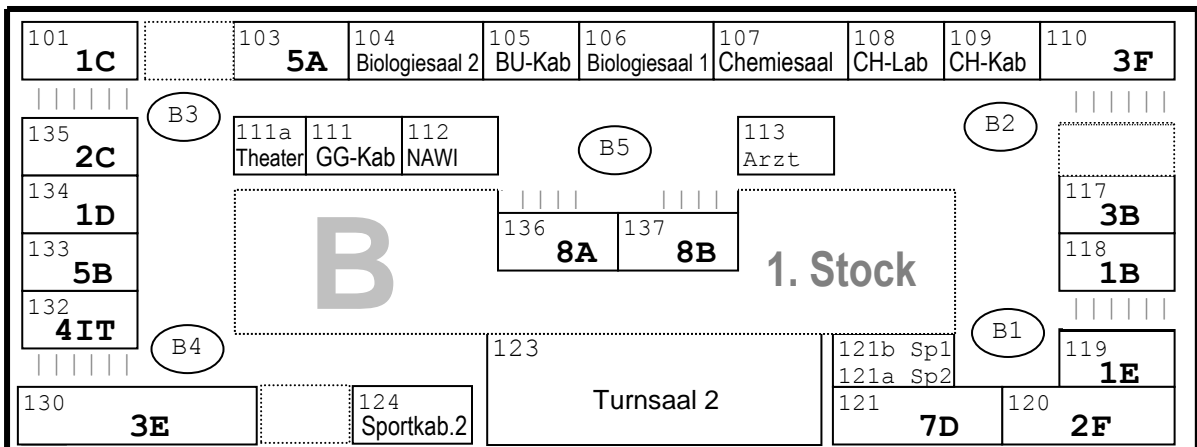 101
1C
103
5A
104
Biologiesaal 2
105
BU-Kab
106
Biologiesaal 1
107
Chemiesaal
108
CH-Lab
109
CH-Kab
110
3F
B3
B2
135
2C
111a
Theater
111
GG-Kab
112
NAWI
B5
113
Arzt
134
1D
117
3B
136
8A
137
8B
B
1. Stock
133
5B
118
1B
132
4IT
B4
B1
123
Turnsaal 2
121b Sp1
121a Sp2
119
1E
130
3E
124
Sportkab.2
121
7D
120
2F